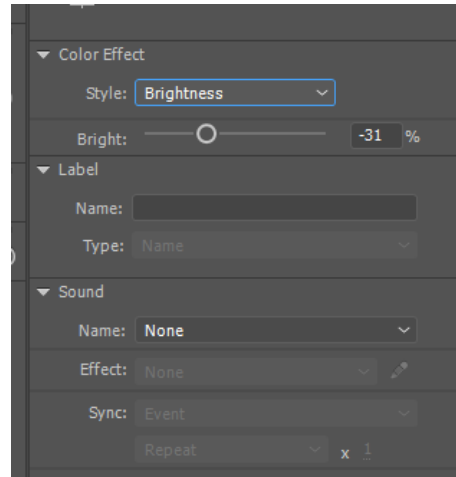 Color Effect
Style: Brightness
Bright: -31 %
Label
Name:
Type: Name
Sound
Name: None
Effect: None
Sync: Event
Repeat x 1